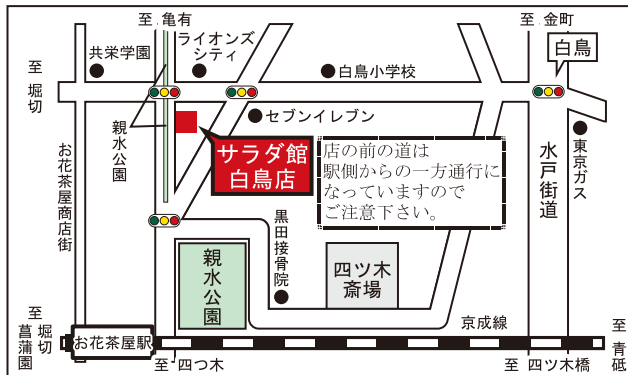 至 亀有
至 金町
共栄学園
ライオンズ
シティ
白鳥小学校
白鳥
至 堀切
セブンイレブン
親水公園
サラダ館
白鳥店
店の前の道は
駅側からの一方通行に
なっていますので
ご注意下さい。
お花茶屋商店街
水戸街道
東京ガス
黒田接骨院
親水公園
四ツ木
斎場
至 堀切
菖蒲園
お花茶屋駅
京成線
至 四つ木
至 四ツ木橋
至 青砥